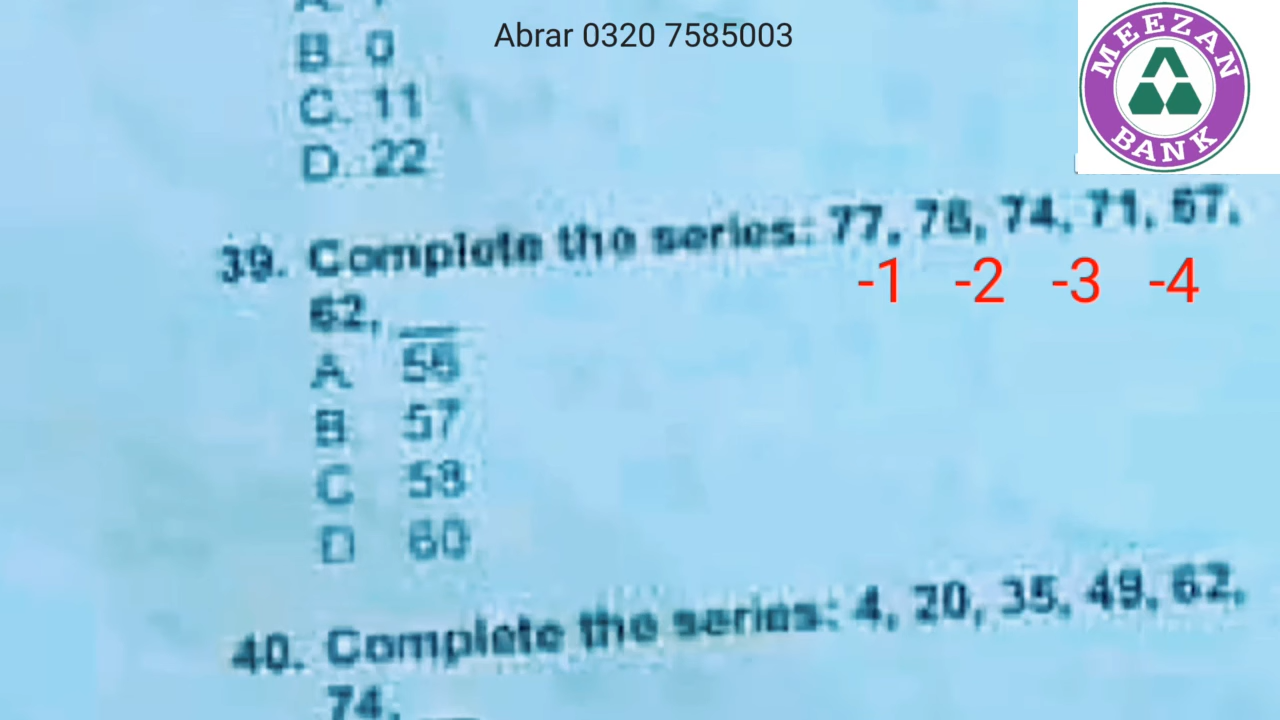 Abrar 0320 7585003
MEEZAN
BANK
B. 0
C. 11
D. 22
39. Complete the series: 77, 76, 74, 71, 67,
-1 -2 -3 -4
62, __
A 56
B 57
C 58
D 60
40. Complete the series: 4, 20, 35, 49, 62,
74,